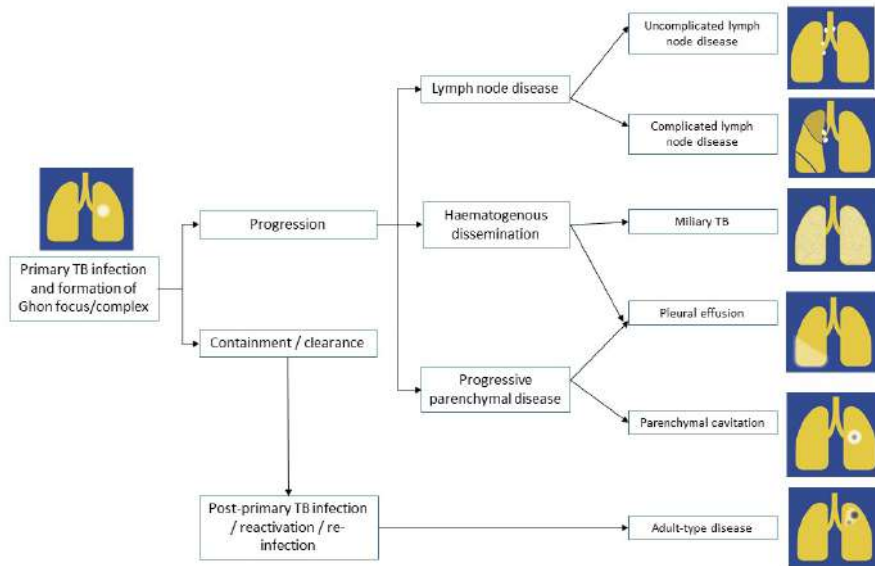 Uncomplicated lymph
node disease
Lymph node disease
Complicated lymph
node disease
Progression
Haematogenous
dissemination
Miliary TB
Primary TB infection
and formation of
Ghon focus/complex
Pleural effusion
Containment / clearance
Progressive
parenchymal disease
Parenchymal cavitation
Post-primary TB infection
/ reactivation / re-
infection
Adult-type disease